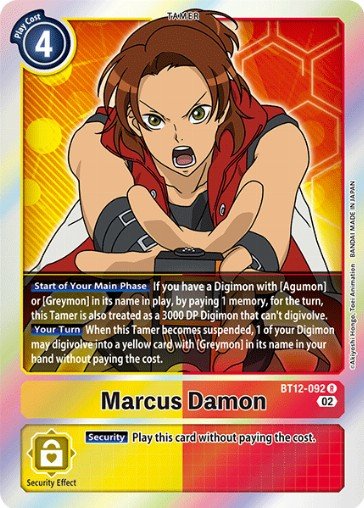 TAMER
Play Cost
4
Start of Your Main Phase If you have a Digimon with [Agumon]
or [Greymon] in its name in play, by paying 1 memory, for the turn,
this Tamer is also treated as a 3000 DP Digimon that can't digivolve.
Your Turn When this Tamer becomes suspended, 1 of your Digimon
may digivolve into a yellow card with [Greymon] in its name in your
hand without paying the cost.
©Akiyoshi Hongo, Toei Animation BANDAI MADE IN JAPAN
BT12-092 R
02
Marcus Damon
Security Play this card without paying the cost.
Security Effect